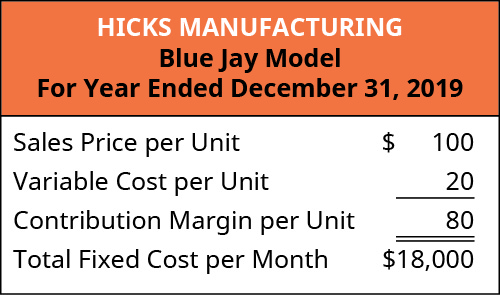 HICKS MANUFACTURING
Blue Jay Model
For Year Ended December 31, 2019
Sales Price per Unit $ 100
Variable Cost per Unit 20
Contribution Margin per Unit 80
Total Fixed Cost per Month $18,000